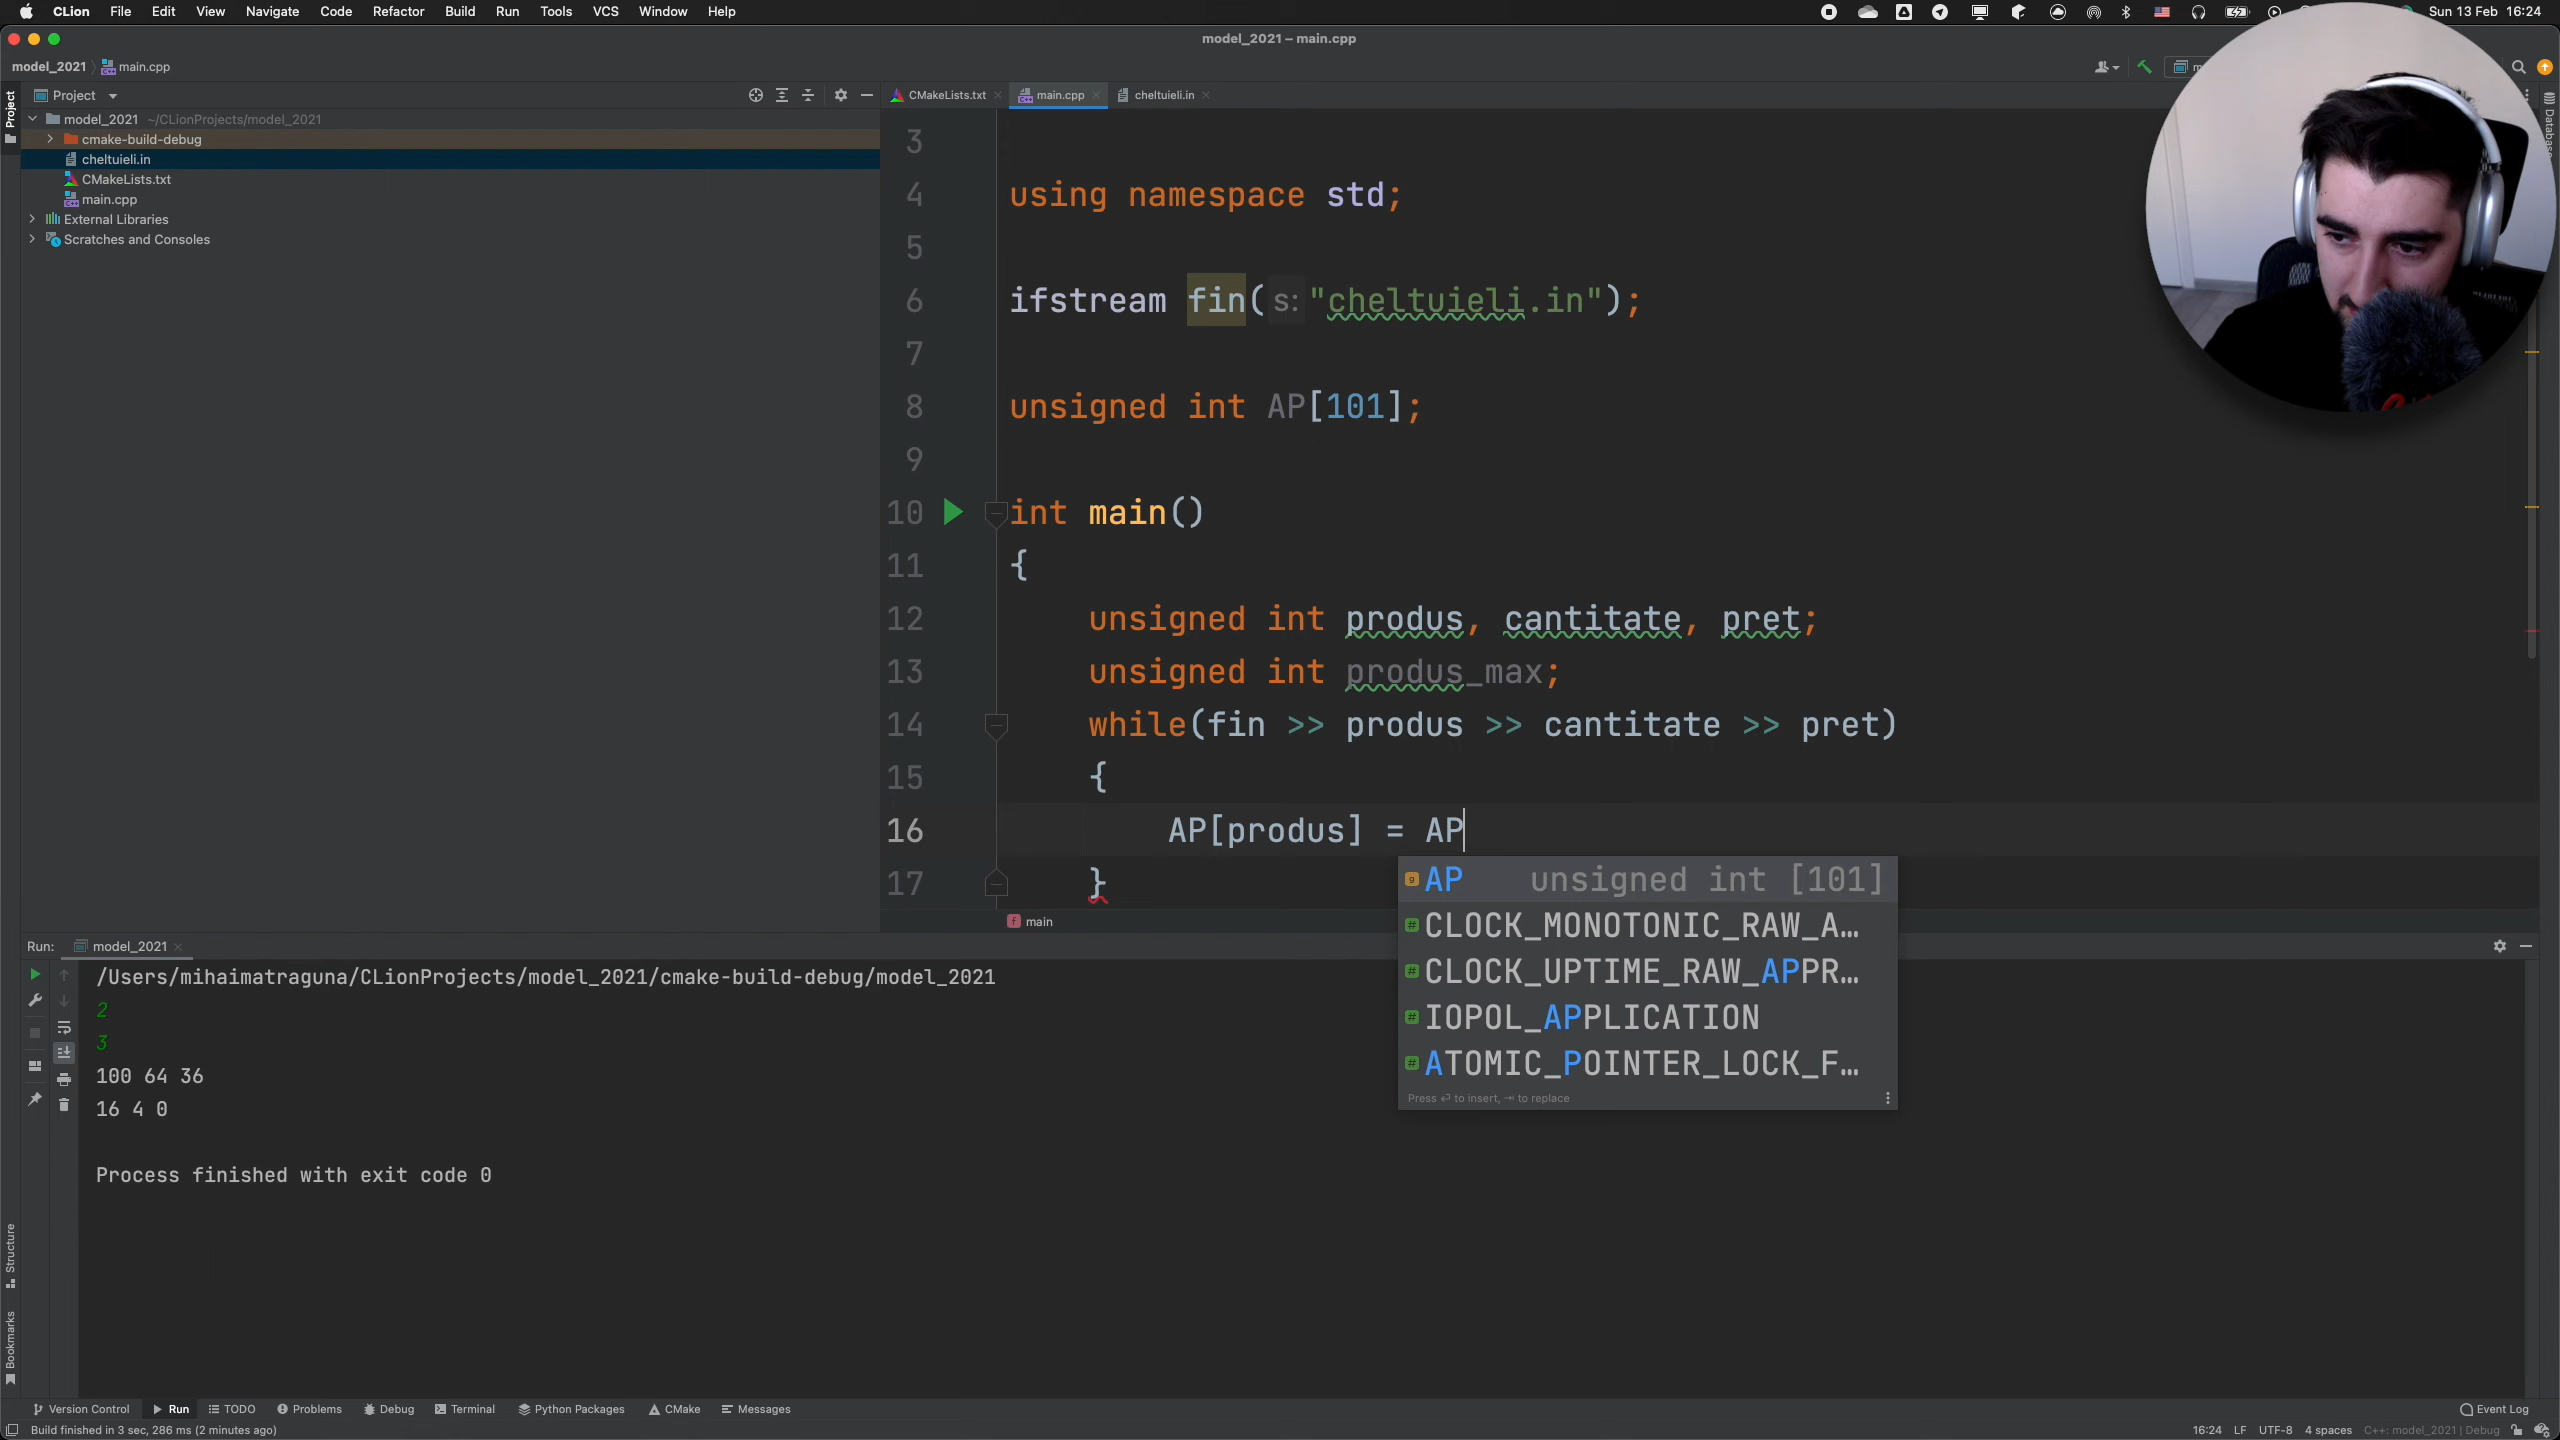 CLion File Edit View Navigate Code Refactor Build Run Tools VCS Window Help Sun 13 Feb 16:24
model_2021 – main.cpp
model_2021 main.cpp
Project CMakeLists.txt main.cpp cheltuieli.in
Project
model_2021 ~/CLionProjects/model_2021
cmake-build-debug
cheltuieli.in
CMakeLists.txt
main.cpp
External Libraries
Scratches and Consoles
Database
3
4 using namespace std;
5
6 ifstream fin( s: "cheltuieli.in");
7
8 unsigned int AP[101];
9
10 int main()
11 {
12 unsigned int produs, cantitate, pret;
13 unsigned int produs_max;
14 while(fin >> produs >> cantitate >> pret)
15 {
16 AP[produs] = AP
17 }
AP unsigned int [101]
CLOCK_MONOTONIC_RAW_A…
CLOCK_UPTIME_RAW_APPR…
IOPOL_APPLICATION
ATOMIC_POINTER_LOCK_F…
Press ⏎ to insert, ⇥ to replace
main
Run: model_2021
/Users/mihaimatraguna/CLionProjects/model_2021/cmake-build-debug/model_2021
2
3
100 64 36
16 4 0
Process finished with exit code 0
Structure
Bookmarks
Version Control Run TODO Problems Debug Terminal Python Packages CMake Messages Event Log
Build finished in 3 sec, 286 ms (2 minutes ago) 16:24 LF UTF-8 4 spaces C++: model_2021 | Debug